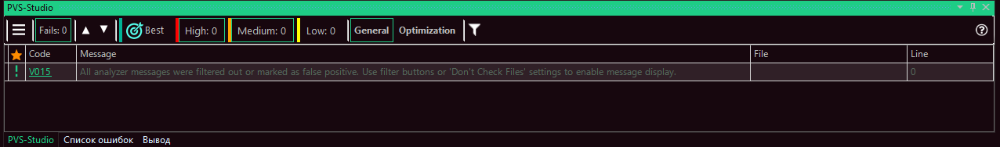 PVS-Studio
Fails: 0 Best High: 0 Medium: 0 Low: 0 General Optimization
Code Message File Line
V015 All analyzer messages were filtered out or marked as false positive. Use filter buttons or 'Don't Check Files' settings to enable message display. 0
PVS-Studio Список ошибок Вывод